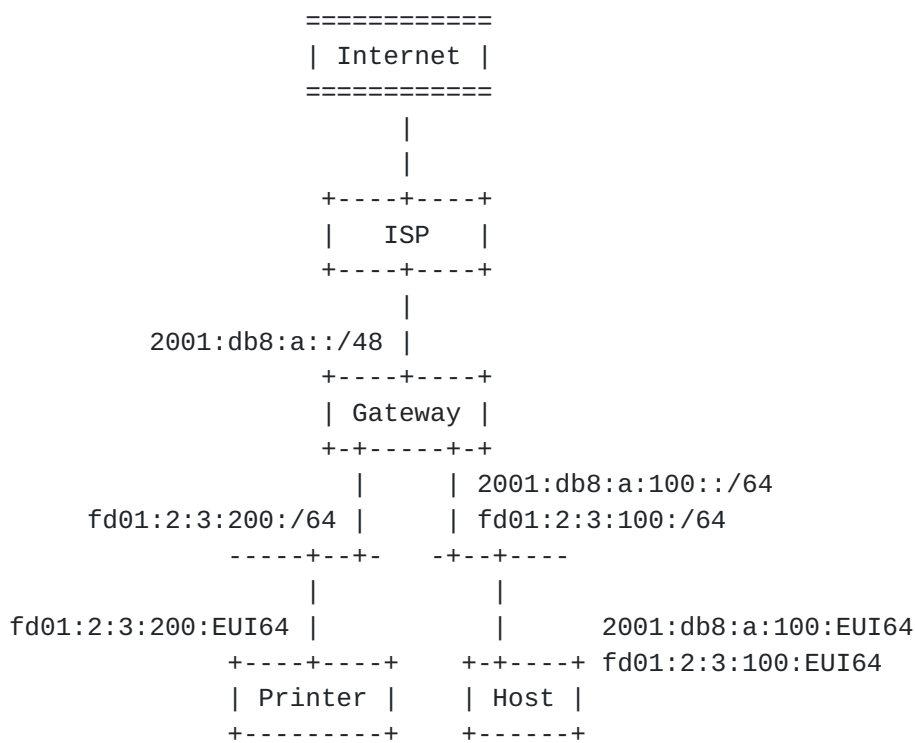 ============
| Internet |
============
|
|
+----+----+
| ISP |
+----+----+
|
2001:db8:a::/48 |
+----+----+
| Gateway |
+-+-----+-+
| | 2001:db8:a:100::/64
fd01:2:3:200:/64 | | fd01:2:3:100:/64
-----+--+- -+--+----
| |
fd01:2:3:200:EUI64 | | 2001:db8:a:100:EUI64
+----+----+ +-+----+ fd01:2:3:100:EUI64
| Printer | | Host |
+---------+ +------+